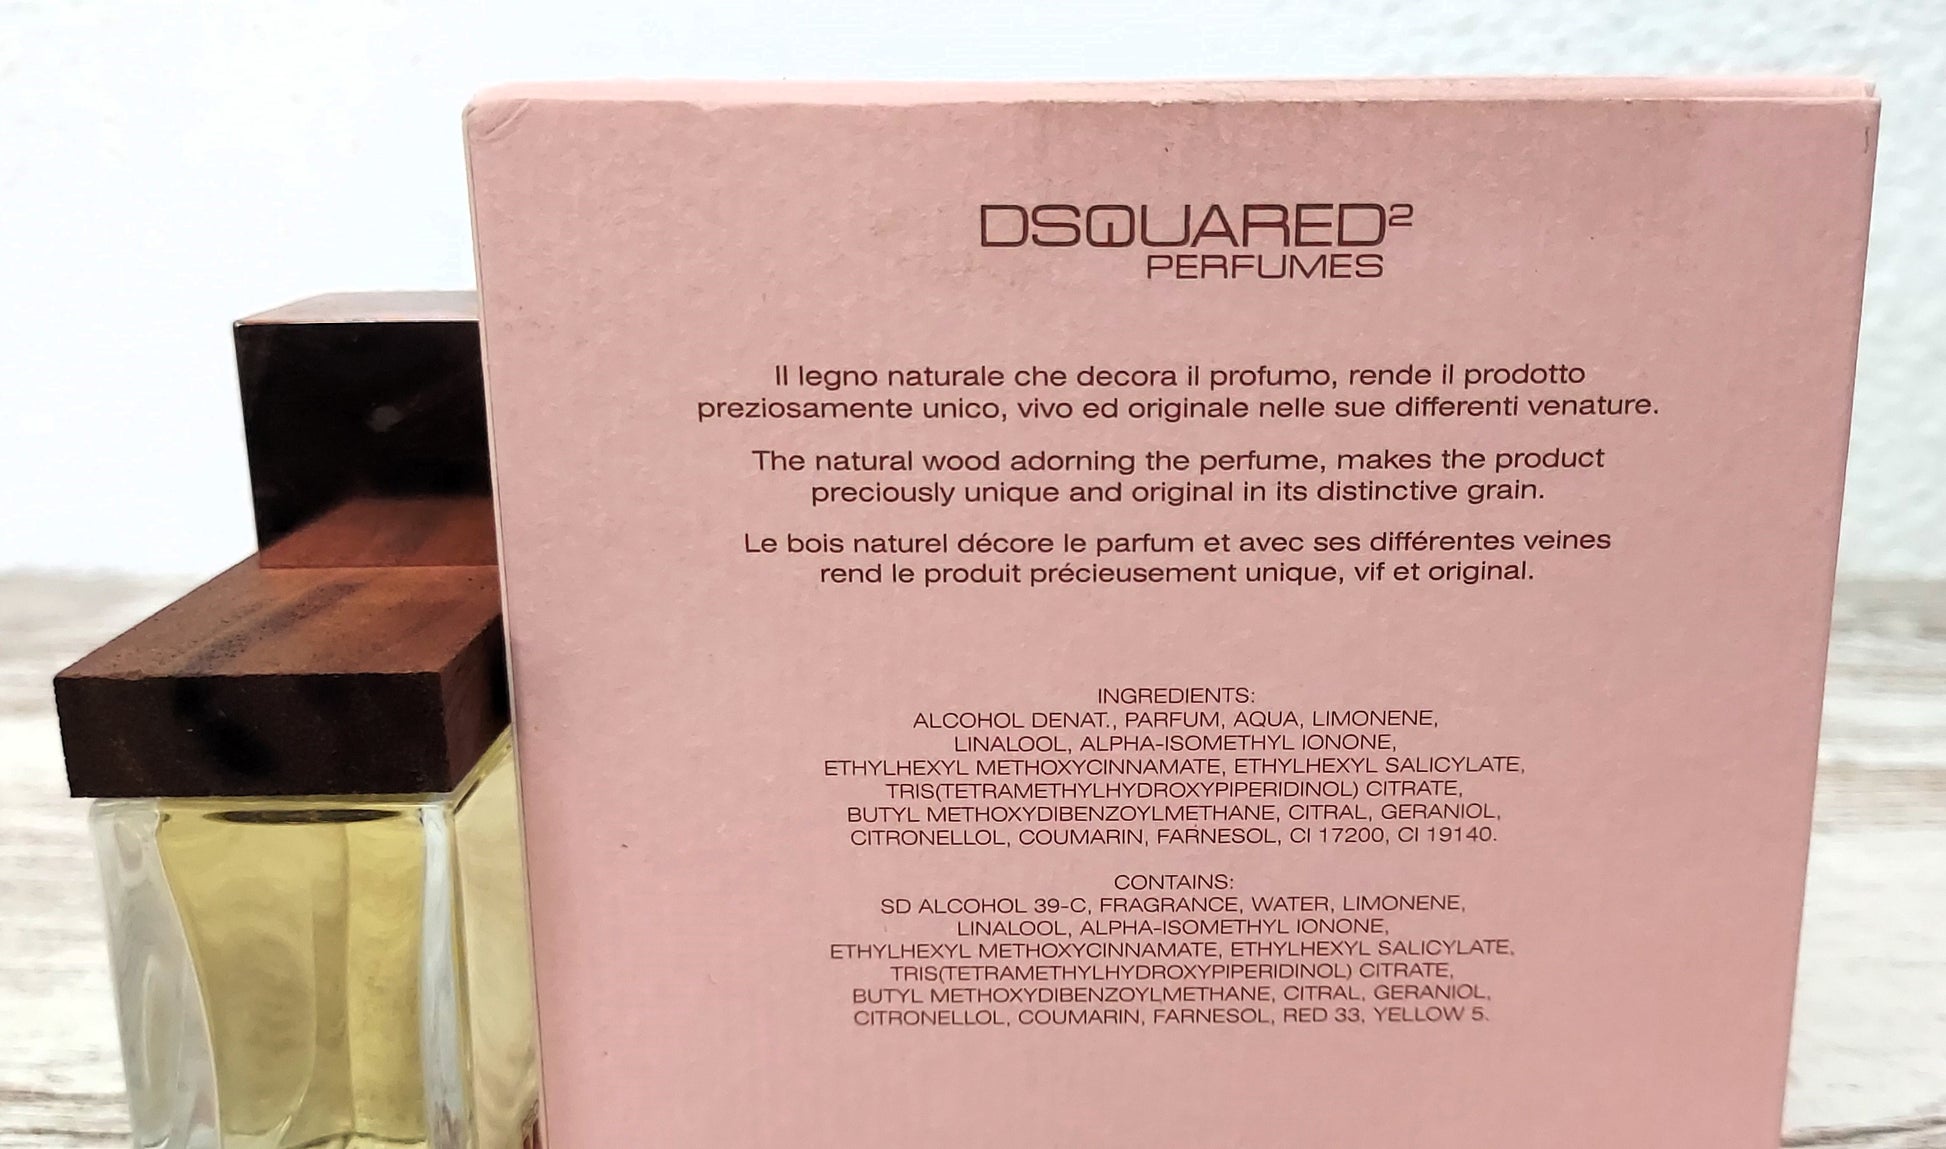 DSQUARED²
PERFUMES
Il legno naturale che decora il profumo, rende il prodotto
preziosamente unico, vivo ed originale nelle sue differenti venature.
The natural wood adorning the perfume, makes the product
preciously unique and original in its distinctive grain.
Le bois naturel décore le parfum et avec ses différentes veines
rend le produit précieusement unique, vif et original.
INGREDIENTS:
ALCOHOL DENAT., PARFUM, AQUA, LIMONENE,
LINALOOL, ALPHA-ISOMETHYL IONONE,
ETHYLHEXYL METHOXYCINNAMATE, ETHYLHEXYL SALICYLATE,
TRIS(TETRAMETHYLHYDROXYPIPERIDINOL) CITRATE,
BUTYL METHOXYDIBENZOYLMETHANE, CITRAL, GERANIOL,
CITRONELLOL, COUMARIN, FARNESOL, CI 17200, CI 19140.
CONTAINS:
SD ALCOHOL 39-C, FRAGRANCE, WATER, LIMONENE,
LINALOOL, ALPHA-ISOMETHYL IONONE,
ETHYLHEXYL METHOXYCINNAMATE, ETHYLHEXYL SALICYLATE,
TRIS(TETRAMETHYLHYDROXYPIPERIDINOL) CITRATE,
BUTYL METHOXYDIBENZOYLMETHANE, CITRAL, GERANIOL,
CITRONELLOL, COUMARIN, FARNESOL, RED 33, YELLOW 5.